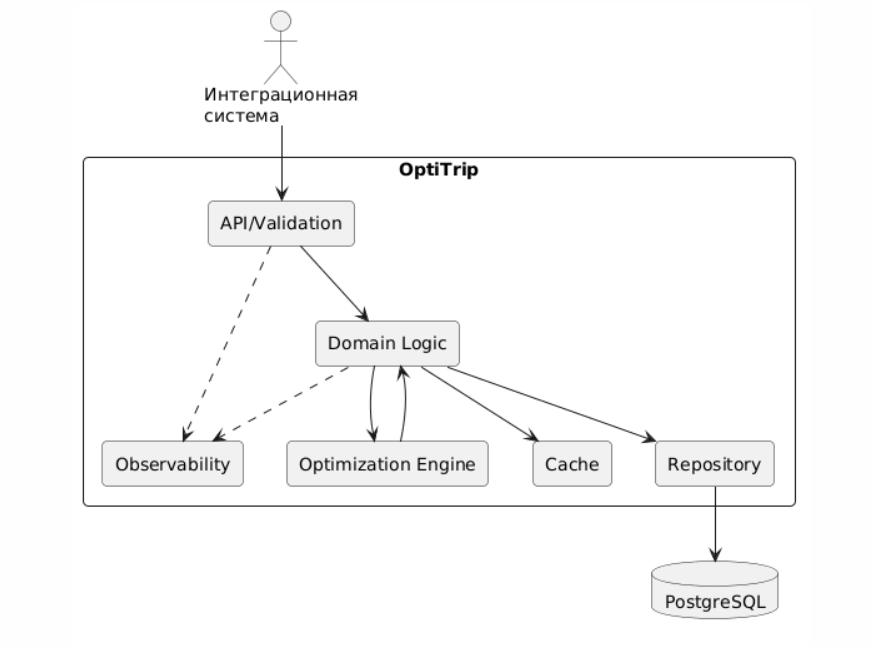 Интеграционная
система
OptiTrip
API/Validation
Domain Logic
Observability
Optimization Engine
Cache
Repository
PostgreSQL